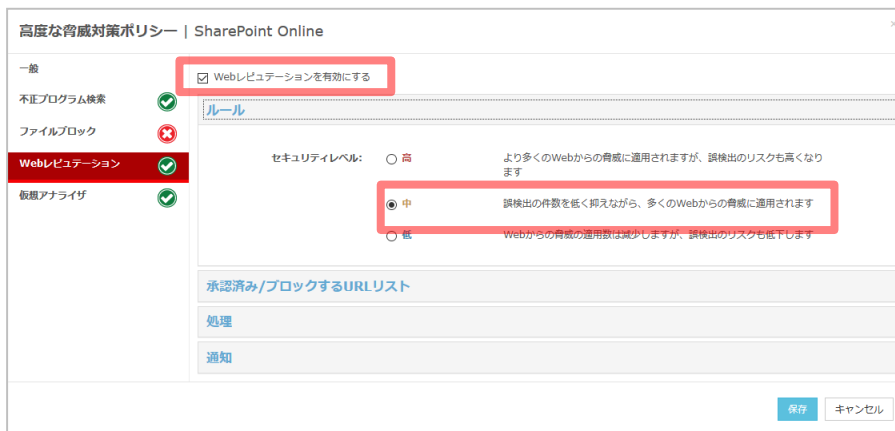 高度な脅威対策ポリシー | SharePoint Online
一般
不正プログラム検索
ファイルブロック
Webレピュテーション
仮想アナライザ
Webレピュテーションを有効にする
ルール
セキュリティレベル:
高
より多くのWebからの脅威に適用されますが、誤検出のリスクも高くなり
ます
中
誤検出の件数を低く抑えながら、多くのWebからの脅威に適用されます
低
Webからの脅威の適用数は減少しますが、誤検出のリスクも低下します
承認済み/ブロックするURLリスト
処理
通知
保存
キャンセル